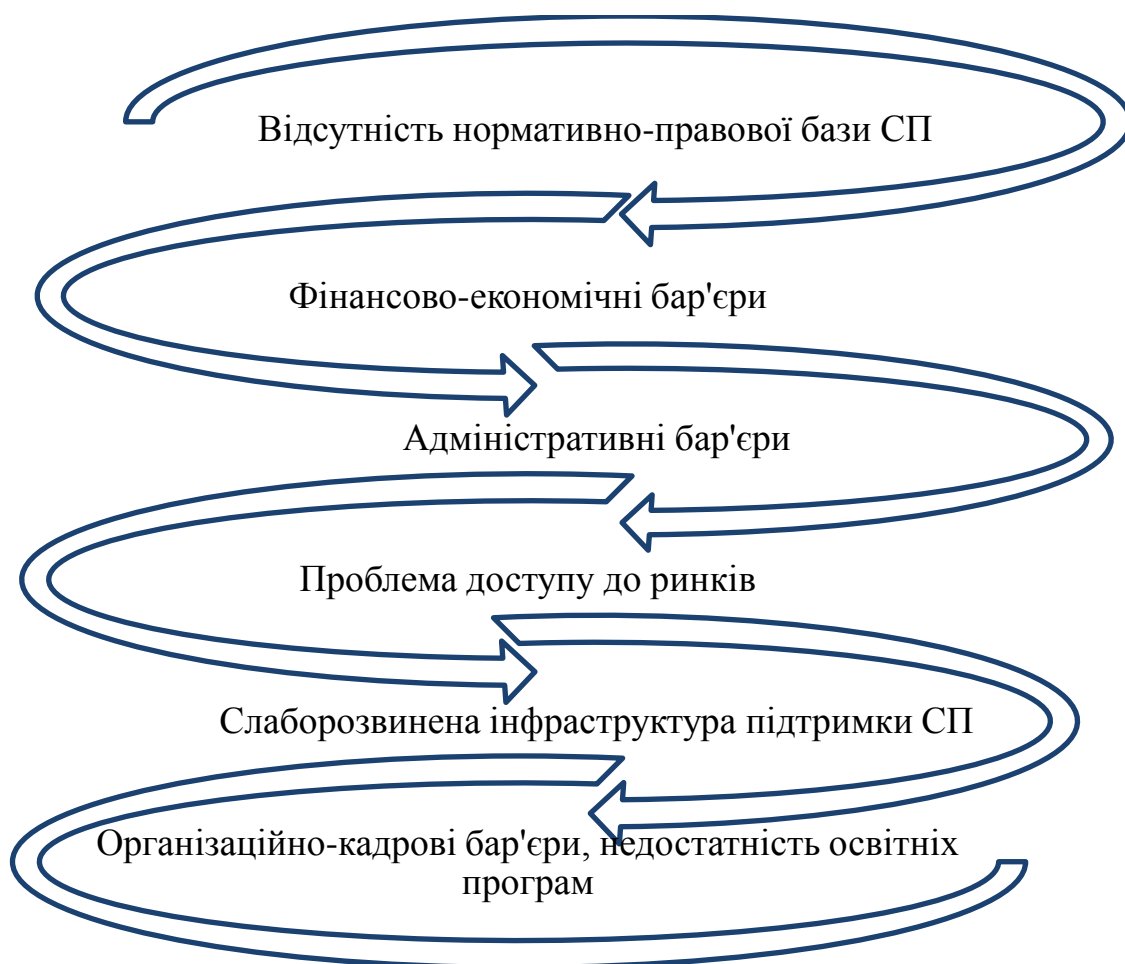 Відсутність нормативно-правової бази СП
Фінансово-економічні бар'єри
Адміністративні бар'єри
Проблема доступу до ринків
Слаборозвинена інфраструктура підтримки СП
Організаційно-кадрові бар'єри, недостатність освітніх
програм